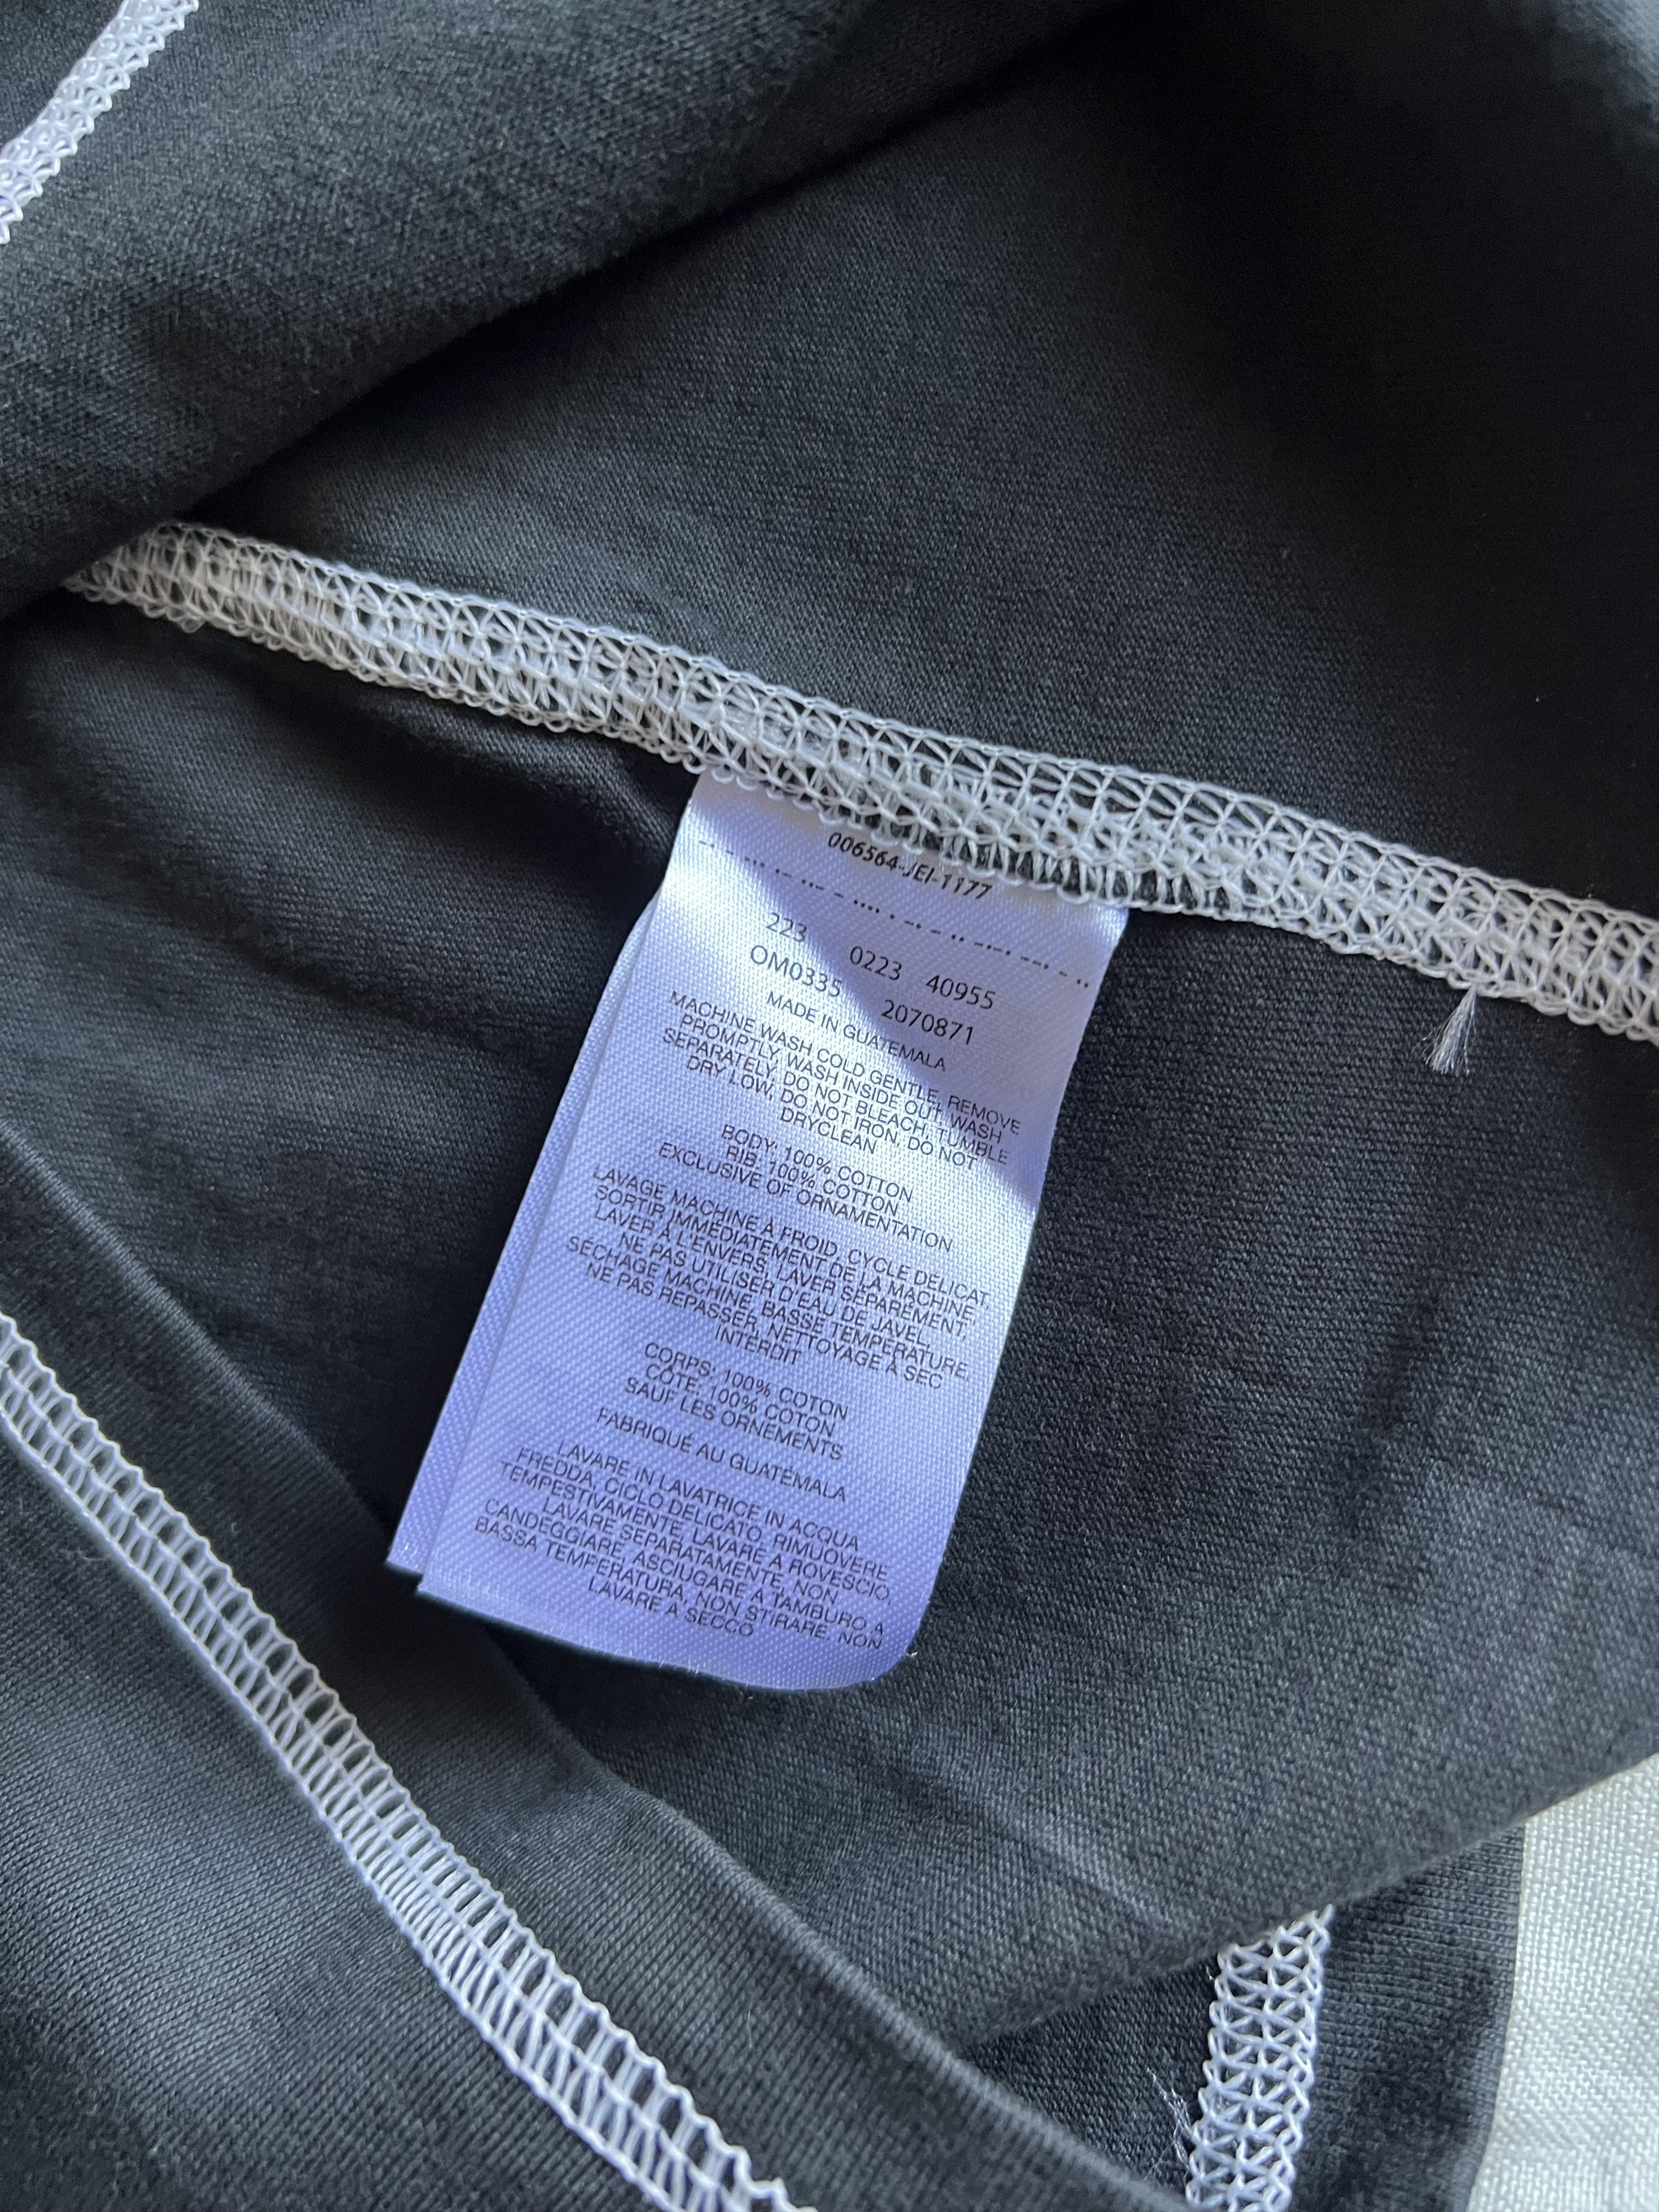 006564-JEI-1177
223 0223 40955
OM0335 2070871
MADE IN GUATEMALA
MACHINE WASH COLD GENTLE, REMOVE
PROMPTLY, WASH INSIDE OUT, WASH
SEPARATELY, DO NOT BLEACH, TUMBLE
DRY LOW, DO NOT IRON, DO NOT
DRYCLEAN
BODY: 100% COTTON
RIB: 100% COTTON
EXCLUSIVE OF ORNAMENTATION
LAVAGE MACHINE À FROID, CYCLE DÉLICAT,
SORTIR IMMÉDIATEMENT DE LA MACHINE,
LAVER À L'ENVERS, LAVER SÉPARÉMENT,
NE PAS UTILISER D'EAU DE JAVEL,
SÉCHAGE MACHINE, BASSE TEMPÉRATURE,
NE PAS REPASSER, NETTOYAGE À SEC
INTERDIT
CORPS: 100% COTON
CÔTE: 100% COTON
SAUF LES ORNEMENTS
FABRIQUÉ AU GUATÉMALA
LAVARE IN LAVATRICE IN ACQUA
FREDDA, CICLO DELICATO, RIMUOVERE
TEMPESTIVAMENTE, LAVARE A ROVESCIO,
LAVARE SEPARATAMENTE, NON
CANDEGGIARE, ASCIUGARE A TAMBURO A
BASSA TEMPERATURA, NON STIRARE, NON
LAVARE A SECCO